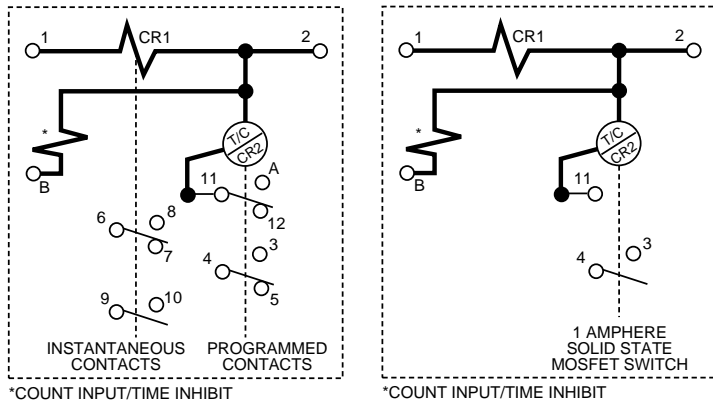 1 CR1 2
*
B
T/C
CR2
11 A
12
6 8
7
4 3
5
9 10
INSTANTANEOUS
CONTACTS
PROGRAMMED
CONTACTS
*COUNT INPUT/TIME INHIBIT
1 CR1 2
*
B
T/C
CR2
11
4 3
1 AMPHERE
SOLID STATE
MOSFET SWITCH
*COUNT INPUT/TIME INHIBIT